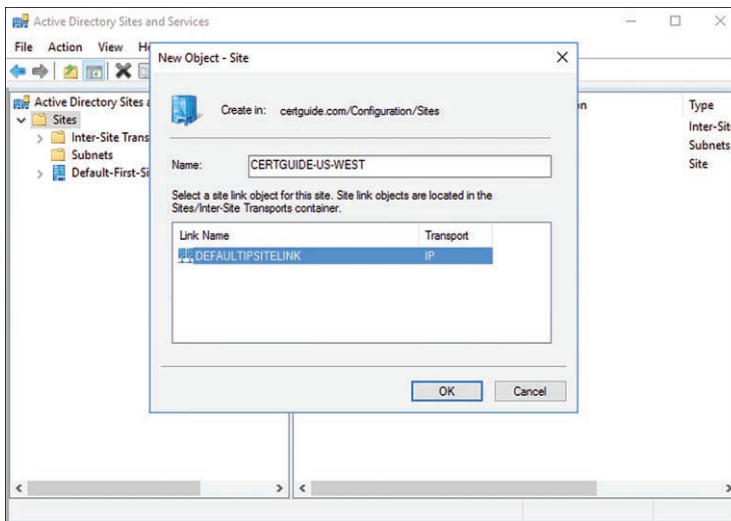 Active Directory Sites and Services
File Action View
New Object - Site
Create in: certguide.com/Configuration/Sites
Name: CERTGUIDE-US-WEST
Select a site link object for this site. Site link objects are located in the
Sites/Inter-Site Transports container.
Link Name Transport
DEFAULTIPSITELINK IP
OK Cancel
Active Directory Sites
Sites
Inter-Site Trans
Subnets
Default-First-Si
Type
Inter-Sit
Subnets
Site